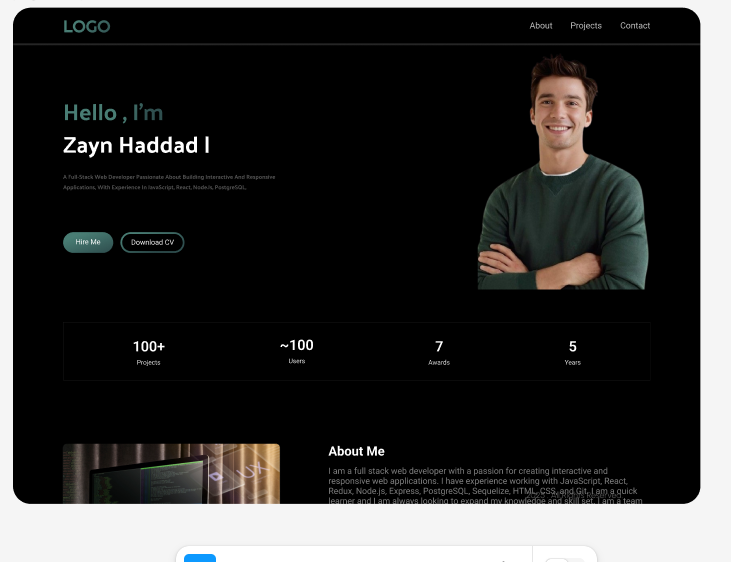 LOGO
About Projects Contact
Hello , I'm
Zayn Haddad l
A Full Stack Web Developer Passionate About Building Interactive And Responsive
Applications, With Experience In JavaScript, React, Node.js, PostgreSQL,
Hire Me
Download CV
100+
Projects
~100
Users
7
Awards
5
Years
UX
About Me
I am a full stack web developer with a passion for creating interactive and
responsive web applications. I have experience working with JavaScript, React,
Redux, Node.js, Express, PostgreSQL, Sequelize, HTML, CSS, and Git. I am a quick
learner and I am always looking to expand my knowledge and skill set. I am a team